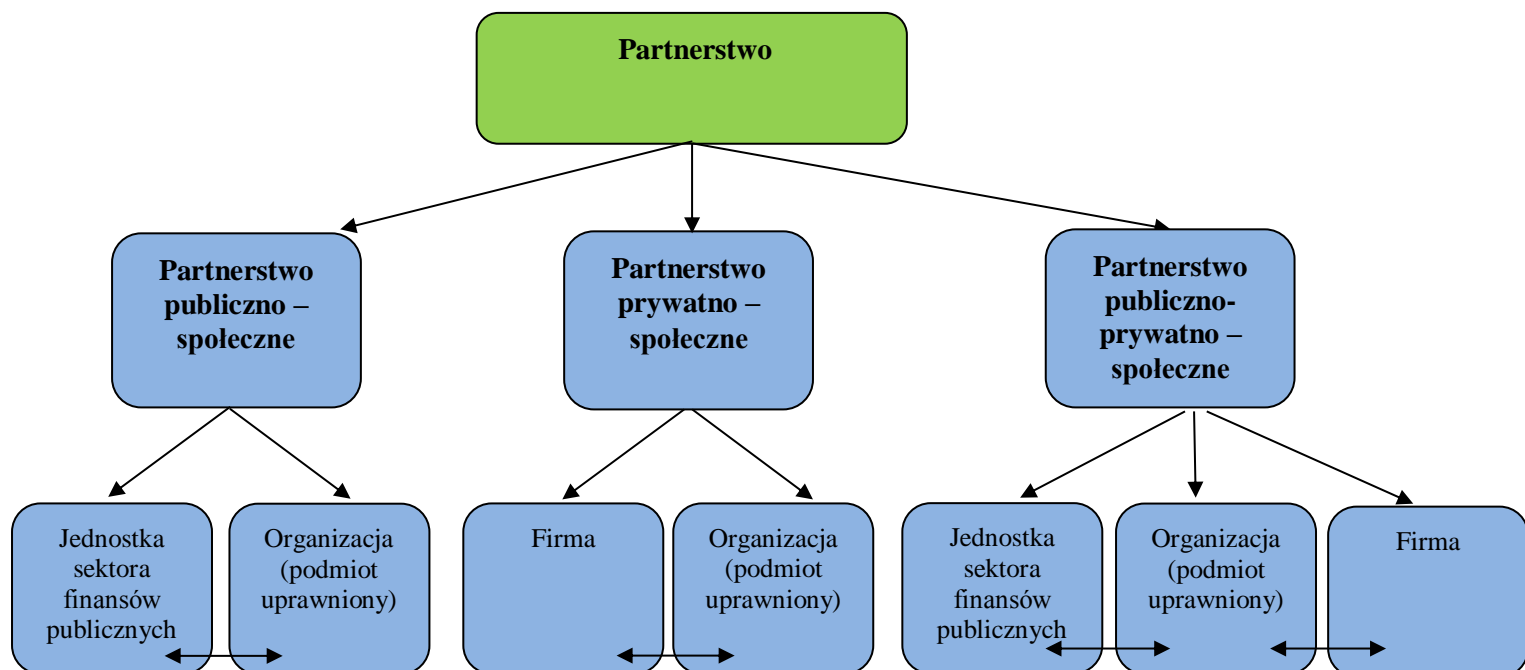 Partnerstwo
Partnerstwo
publiczno –
społeczne
Partnerstwo
prywatno –
społeczne
Partnerstwo
publiczno-
prywatno –
społeczne
Jednostka
sektora
finansów
publicznych
Organizacja
(podmiot
uprawniony)
Firma
Organizacja
(podmiot
uprawniony)
Jednostka
sektora
finansów
publicznych
Organizacja
(podmiot
uprawniony)
Firma